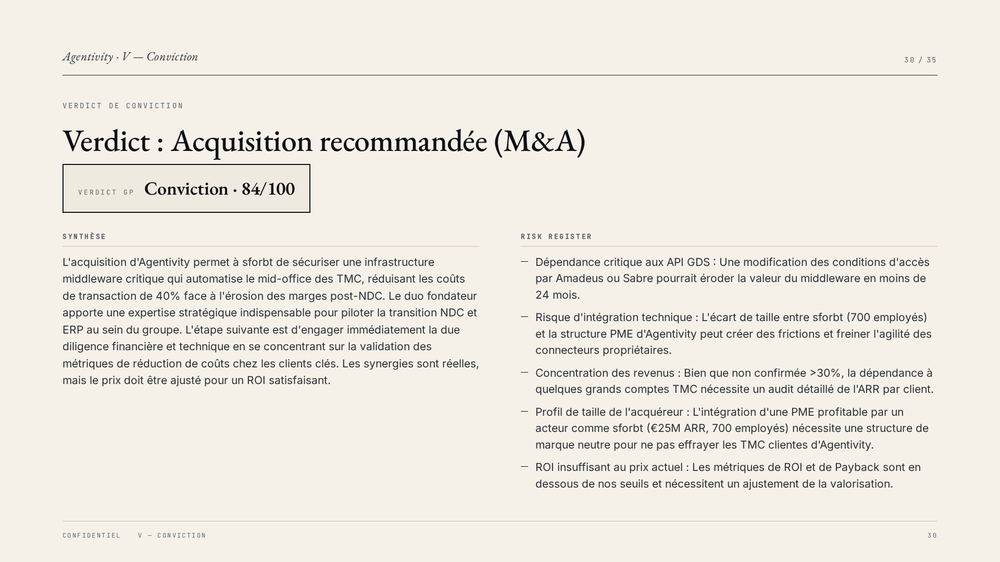 Agentivity · V — Conviction
30 / 35
VERDICT DE CONVICTION
Verdict : Acquisition recommandée (M&A)
VERDICT GP Conviction · 84/100
SYNTHÈSE
L'acquisition d'Agentivity permet à sforbt de sécuriser une infrastructure
middleware critique qui automatise le mid-office des TMC, réduisant les coûts
de transaction de 40% face à l'érosion des marges post-NDC. Le duo fondateur
apporte une expertise stratégique indispensable pour piloter la transition NDC et
ERP au sein du groupe. L'étape suivante est d'engager immédiatement la due
diligence financière et technique en se concentrant sur la validation des
métriques de réduction de coûts chez les clients clés. Les synergies sont réelles,
mais le prix doit être ajusté pour un ROI satisfaisant.
RISK REGISTER
— Dépendance critique aux API GDS : Une modification des conditions d'accès
par Amadeus ou Sabre pourrait éroder la valeur du middleware en moins de
24 mois.
— Risque d'intégration technique : L'écart de taille entre sforbt (700 employés)
et la structure PME d'Agentivity peut créer des frictions et freiner l'agilité des
connecteurs propriétaires.
— Concentration des revenus : Bien que non confirmée >30%, la dépendance à
quelques grands comptes TMC nécessite un audit détaillé de l'ARR par client.
— Profil de taille de l'acquéreur : L'intégration d'une PME profitable par un
acteur comme sforbt (€25M ARR, 700 employés) nécessite une structure de
marque neutre pour ne pas effrayer les TMC clientes d'Agentivity.
— ROI insuffisant au prix actuel : Les métriques de ROI et de Payback sont en
dessous de nos seuils et nécessitent un ajustement de la valorisation.
CONFIDENTIEL V — CONVICTION
30